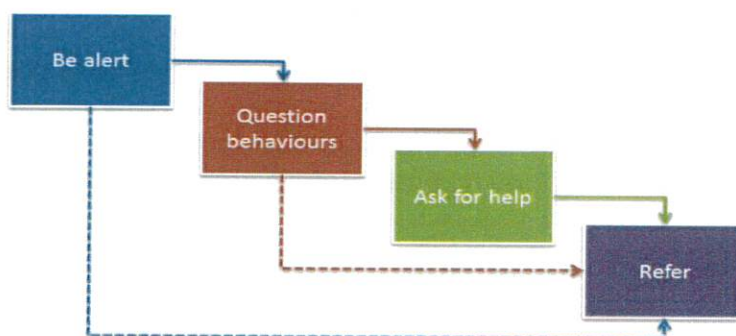 Be alert
Question
behaviours
Ask for help
Refer